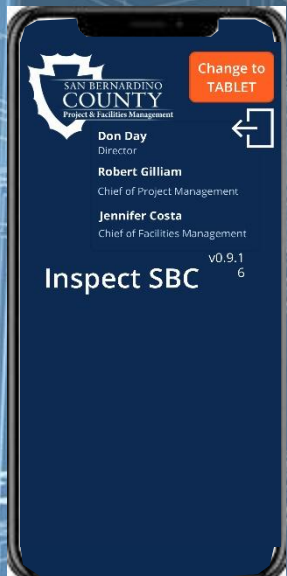 SAN BERNARDINO
COUNTY
Project & Facilities Management
Change to
TABLET
Don Day
Director
Robert Gilliam
Chief of Project Management
Jennifer Costa
Chief of Facilities Management
v0.9.1
6
Inspect SBC